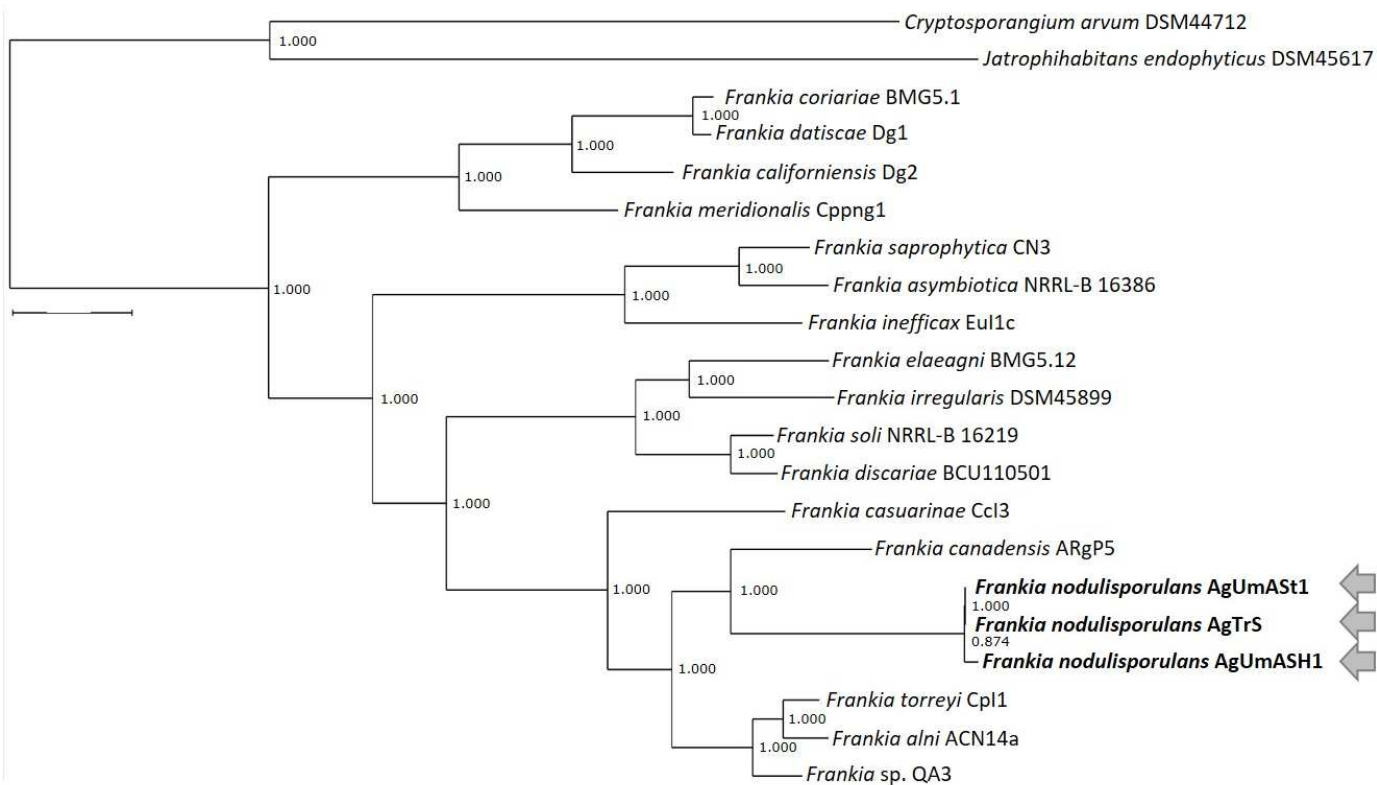 Cryptosporangium arvum DSM44712
1.000
Jatrophihabitans endophyticus DSM45617
Frankia coriariae BMG5.1
1.000
Frankia datiscae Dg1
1.000
Frankia californiensis Dg2
1.000
Frankia meridionalis Cppng1
Frankia saprophytica CN3
1.000
Frankia asymbiotica NRRL-B 16386
1.000
1.000
Frankia inefficax EuI1c
Frankia elaeagni BMG5.12
1.000
Frankia irregularis DSM45899
1.000
1.000
Frankia soli NRRL-B 16219
1.000
Frankia discariae BCU110501
1.000
Frankia casuarinae CcI3
Frankia canadensis ARgP5
Frankia nodulisporulans AgUmASt1
1.000
1.000
1.000
Frankia nodulisporulans AgTrS
0.874
Frankia nodulisporulans AgUmASH1
1.000
Frankia torreyi CpI1
1.000
Frankia alni ACN14a
1.000
Frankia sp. QA3